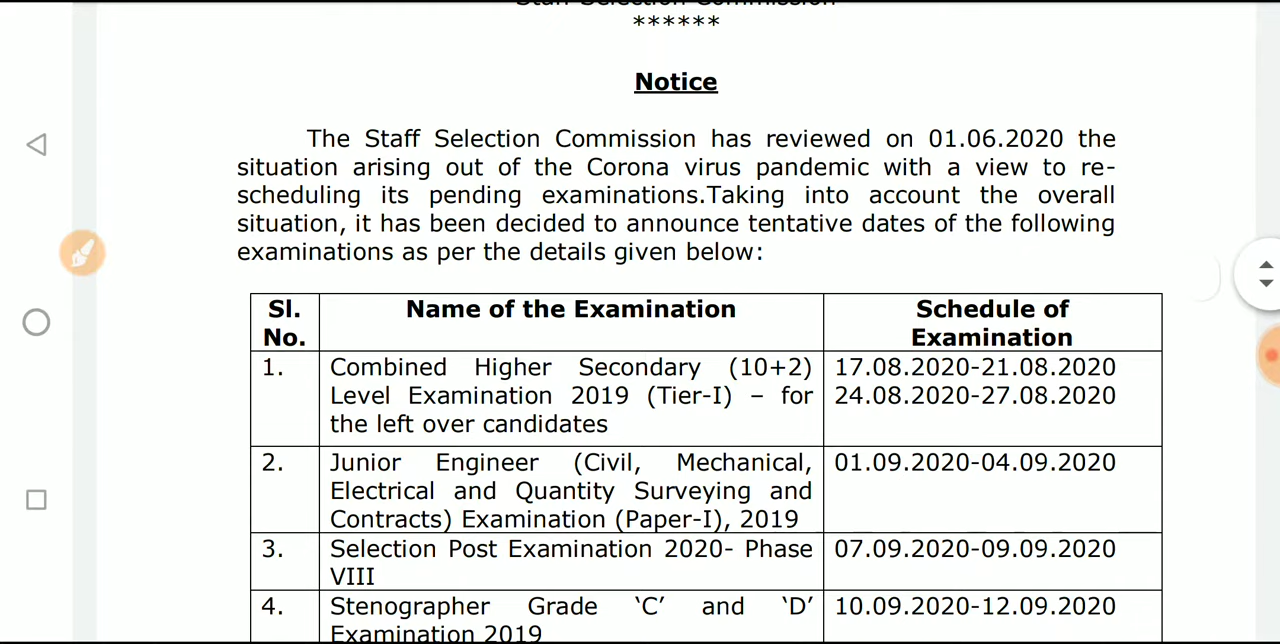 Staff Selection Commission
******
Notice
The Staff Selection Commission has reviewed on 01.06.2020 the
situation arising out of the Corona virus pandemic with a view to re-
scheduling its pending examinations.Taking into account the overall
situation, it has been decided to announce tentative dates of the following
examinations as per the details given below:
Sl. No.
Name of the Examination
Schedule of
Examination
1.
Combined Higher Secondary (10+2)
Level Examination 2019 (Tier-I) – for
the left over candidates
17.08.2020-21.08.2020
24.08.2020-27.08.2020
2.
Junior Engineer (Civil, Mechanical,
Electrical and Quantity Surveying and
Contracts) Examination (Paper-I), 2019
01.09.2020-04.09.2020
3.
Selection Post Examination 2020- Phase
VIII
07.09.2020-09.09.2020
4.
Stenographer Grade ‘C’ and ‘D’
Examination 2019
10.09.2020-12.09.2020